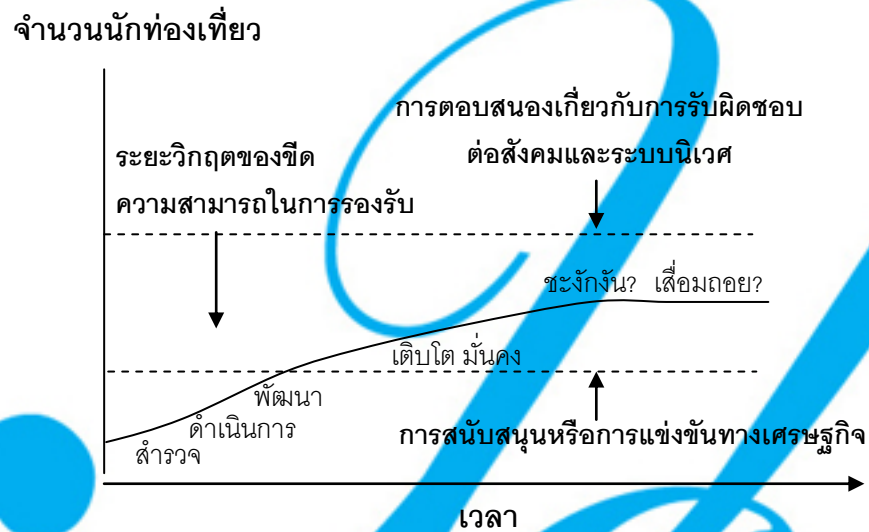 จำนวนนักท่องเที่ยว
การตอบสนองเกี่ยวกับการรับผิดชอบ
ต่อสังคมและระบบนิเวศ
ระยะวิกฤตของขีด
ความสามารถในการรองรับ
ชะงักงัน? เสื่อมถอย?
เติบโต มั่นคง
พัฒนา
ดำเนินการ
สำรวจ
การสนับสนุนหรือการแข่งขันทางเศรษฐกิจ
เวลา